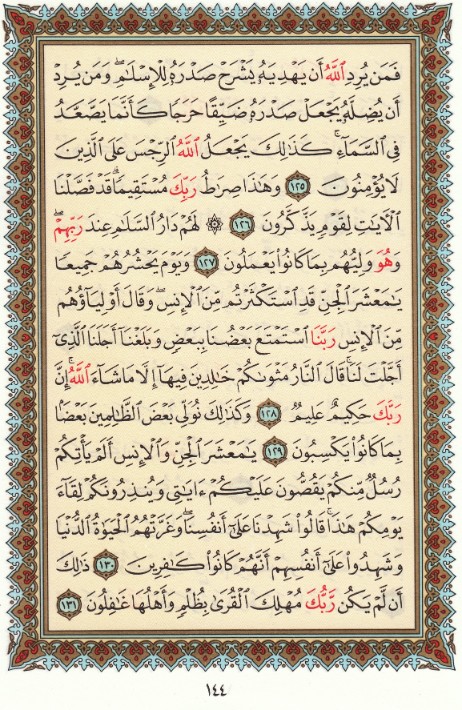 فَمَن يُرِدِ ٱللَّهُ أَن يَهْدِيَهُۥ يَشْرَحْ صَدْرَهُۥ لِلْإِسْلَٰمِ ۖ وَمَن يُرِدْ
أَن يُضِلَّهُۥ يَجْعَلْ صَدْرَهُۥ ضَيِّقًا حَرَجًا كَأَنَّمَا يَصَّعَّدُ
فِى ٱلسَّمَآءِ ۚ كَذَٰلِكَ يَجْعَلُ ٱللَّهُ ٱلرِّجْسَ عَلَى ٱلَّذِينَ
لَا يُؤْمِنُونَ ١٢٥ وَهَٰذَا صِرَٰطُ رَبِّكَ مُسْتَقِيمًا ۗ قَدْ فَصَّلْنَا
ٱلْءَايَٰتِ لِقَوْمٍ يَذَّكَّرُونَ ١٢٦ ۞ لَهُمْ دَارُ ٱلسَّلَٰمِ عِندَ رَبِّهِمْ ۖ
وَهُوَ وَلِيُّهُم بِمَا كَانُوا۟ يَعْمَلُونَ ١٢٧ وَيَوْمَ يَحْشُرُهُمْ جَمِيعًا
يَٰمَعْشَرَ ٱلْجِنِّ قَدِ ٱسْتَكْثَرْتُم مِّنَ ٱلْإِنسِ ۖ وَقَالَ أَوْلِيَآؤُهُم
مِّنَ ٱلْإِنسِ رَبَّنَا ٱسْتَمْتَعَ بَعْضُنَا بِبَعْضٍ وَبَلَغْنَآ أَجَلَنَا ٱلَّذِىٓ
أَجَّلْتَ لَنَا ۚ قَالَ ٱلنَّارُ مَثْوَىٰكُمْ خَٰلِدِينَ فِيهَآ إِلَّا مَا شَآءَ ٱللَّهُ ۗ إِنَّ
رَبَّكَ حَكِيمٌ عَلِيمٌ ١٢٨ وَكَذَٰلِكَ نُوَلِّى بَعْضَ ٱلظَّٰلِمِينَ بَعْضًۢا
بِمَا كَانُوا۟ يَكْسِبُونَ ١٢٩ يَٰمَعْشَرَ ٱلْجِنِّ وَٱلْإِنسِ أَلَمْ يَأْتِكُمْ
رُسُلٌ مِّنكُمْ يَقُصُّونَ عَلَيْكُمْ ءَايَٰتِى وَيُنذِرُونَكُمْ لِقَآءَ
يَوْمِكُمْ هَٰذَا ۚ قَالُوا۟ شَهِدْنَا عَلَىٰٓ أَنفُسِنَا ۖ وَغَرَّتْهُمُ ٱلْحَيَوٰةُ ٱلدُّنْيَا
وَشَهِدُوا۟ عَلَىٰٓ أَنفُسِهِمْ أَنَّهُمْ كَانُوا۟ كَٰفِرِينَ ١٣٠ ذَٰلِكَ
أَن لَّمْ يَكُن رَّبُّكَ مُهْلِكَ ٱلْقُرَىٰ بِظُلْمٍ وَأَهْلُهَا غَٰفِلُونَ ١٣١
١٤٤